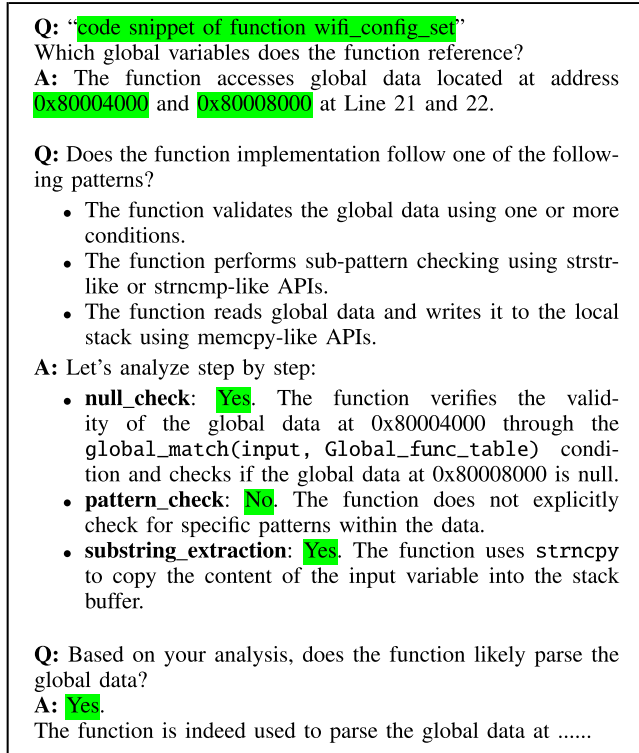 Q: “code snippet of function wifi_config_set”
Which global variables does the function reference?
A: The function accesses global data located at address
0x80004000 and 0x80008000 at Line 21 and 22.
Q: Does the function implementation follow one of the follow-
ing patterns?
• The function validates the global data using one or more
conditions.
• The function performs sub-pattern checking using strstr-
like or strncmp-like APIs.
• The function reads global data and writes it to the local
stack using memcpy-like APIs.
A: Let’s analyze step by step:
• null_check: Yes. The function verifies the valid-
ity of the global data at 0x80004000 through the
global_match(input, Global_func_table) condi-
tion and checks if the global data at 0x80008000 is null.
• pattern_check: No. The function does not explicitly
check for specific patterns within the data.
• substring_extraction: Yes. The function uses strncpy
to copy the content of the input variable into the stack
buffer.
Q: Based on your analysis, does the function likely parse the
global data?
A: Yes.
The function is indeed used to parse the global data at ......